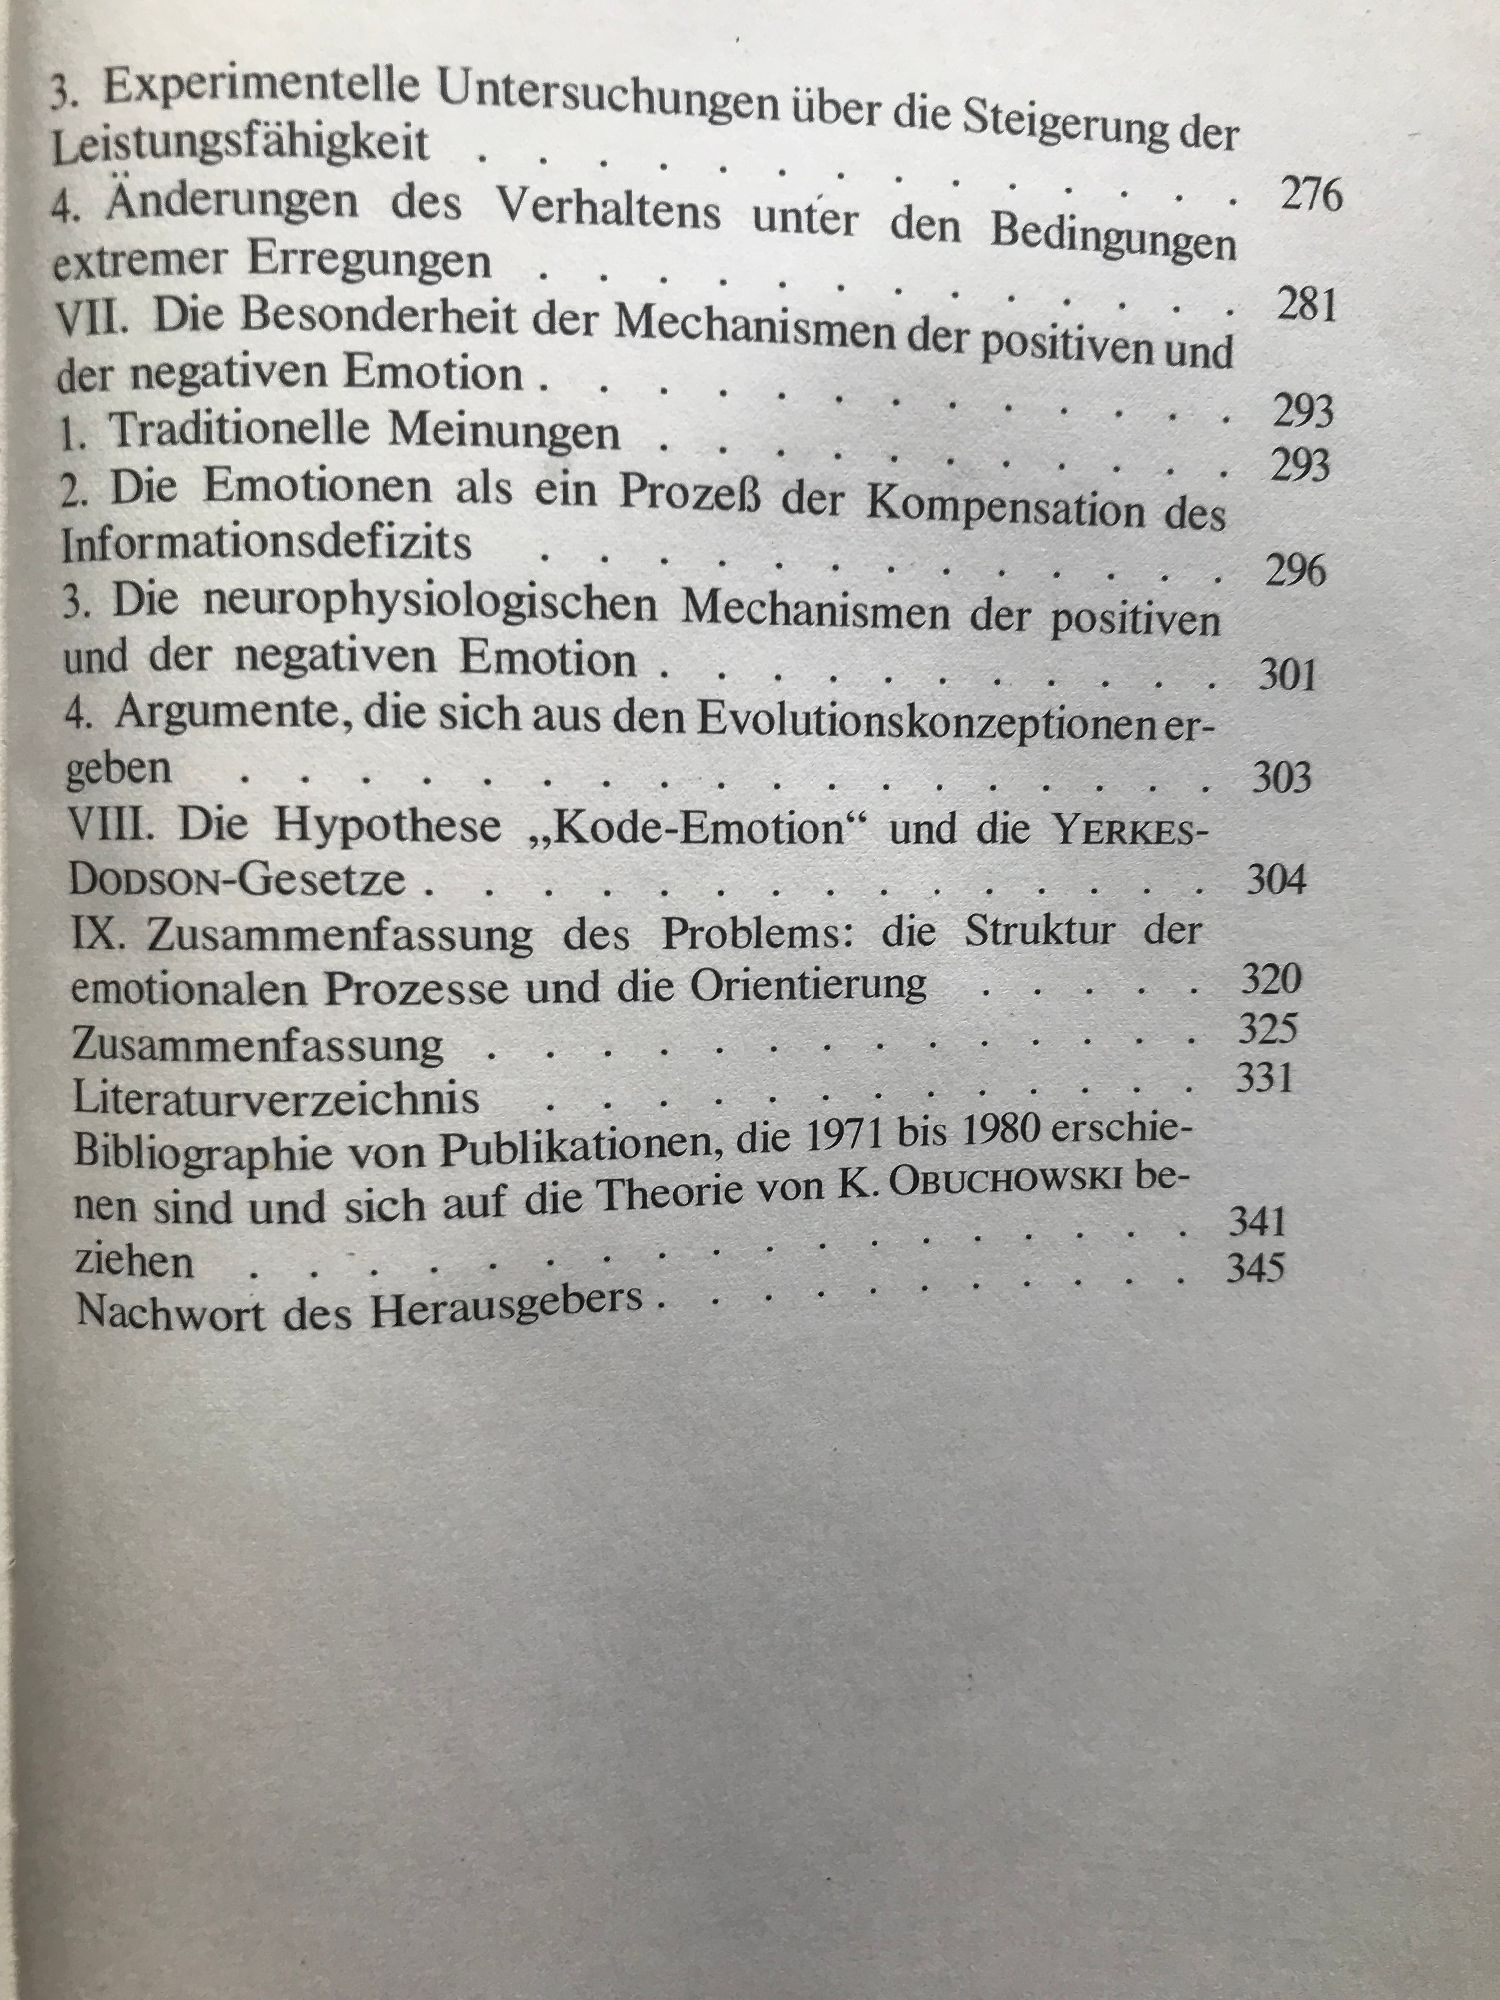 3. Experimentelle Untersuchungen über die Steigerung der
Leistungsfähigkeit . . . . . . . . . . . . . . 276
4. Änderungen des Verhaltens unter den Bedingungen
extremer Erregungen . . . . . . . . . . . . . 281
VII. Die Besonderheit der Mechanismen der positiven und
der negativen Emotion . . . . . . . . . . . . . 293
1. Traditionelle Meinungen . . . . . . . . . . . 293
2. Die Emotionen als ein Prozeß der Kompensation des
Informationsdefizits . . . . . . . . . . . . . 296
3. Die neurophysiologischen Mechanismen der positiven
und der negativen Emotion . . . . . . . . . . . 301
4. Argumente, die sich aus den Evolutionskonzeptionen er-
geben . . . . . . . . . . . . . . . . . . 303
VIII. Die Hypothese „Kode-Emotion“ und die YERKES-
DODSON-Gesetze . . . . . . . . . . . . . . . 304
IX. Zusammenfassung des Problems: die Struktur der
emotionalen Prozesse und die Orientierung . . . . . 320
Zusammenfassung . . . . . . . . . . . . . . 325
Literaturverzeichnis . . . . . . . . . . . . . 331
Bibliographie von Publikationen, die 1971 bis 1980 erschie-
nen sind und sich auf die Theorie von K. OBUCHOWSKI be-
ziehen . . . . . . . . . . . . . . . . . . 341
Nachwort des Herausgebers . . . . . . . . . . . 345